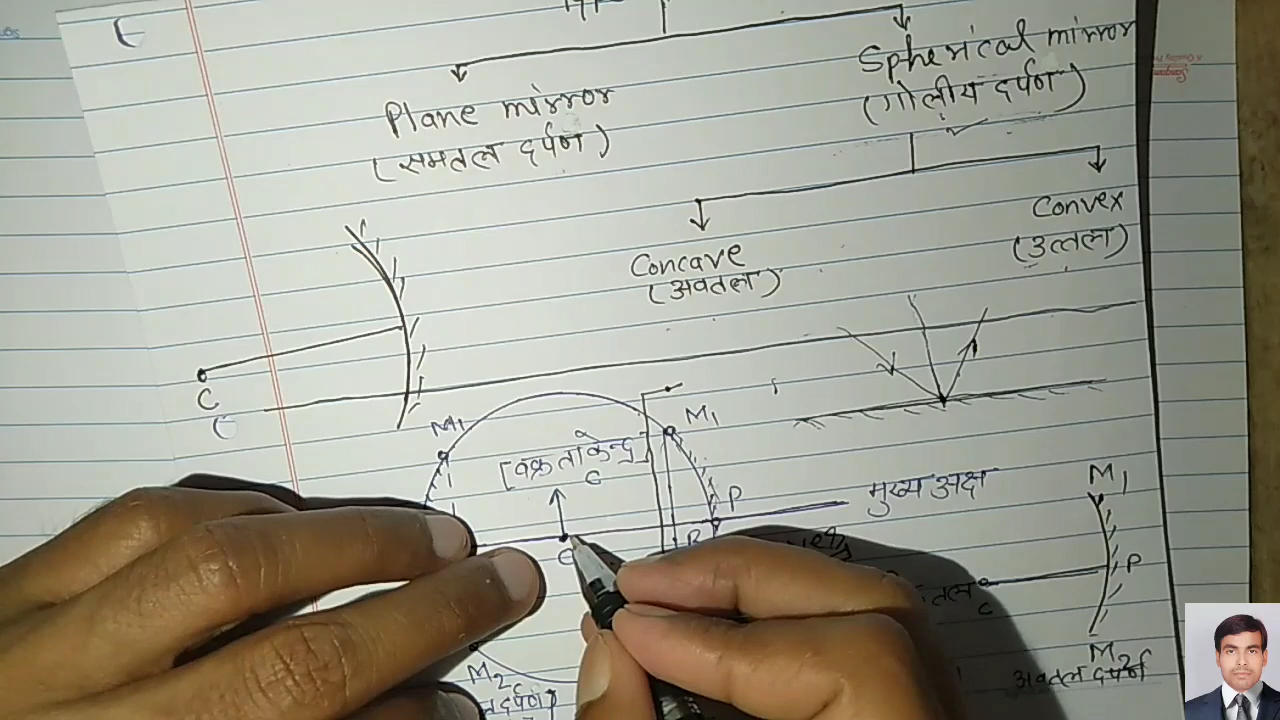 Plane mirror
(समतल दर्पण)
Spherical mirror
(गोलीय दर्पण)
Concave
(अवतल)
Convex
(उत्तल)
C
C
M1
M1
[वक्रता केन्द्र]
C
P
मुख्य अक्ष
C
M2
M1
P
C
M2
अवतल दर्पण